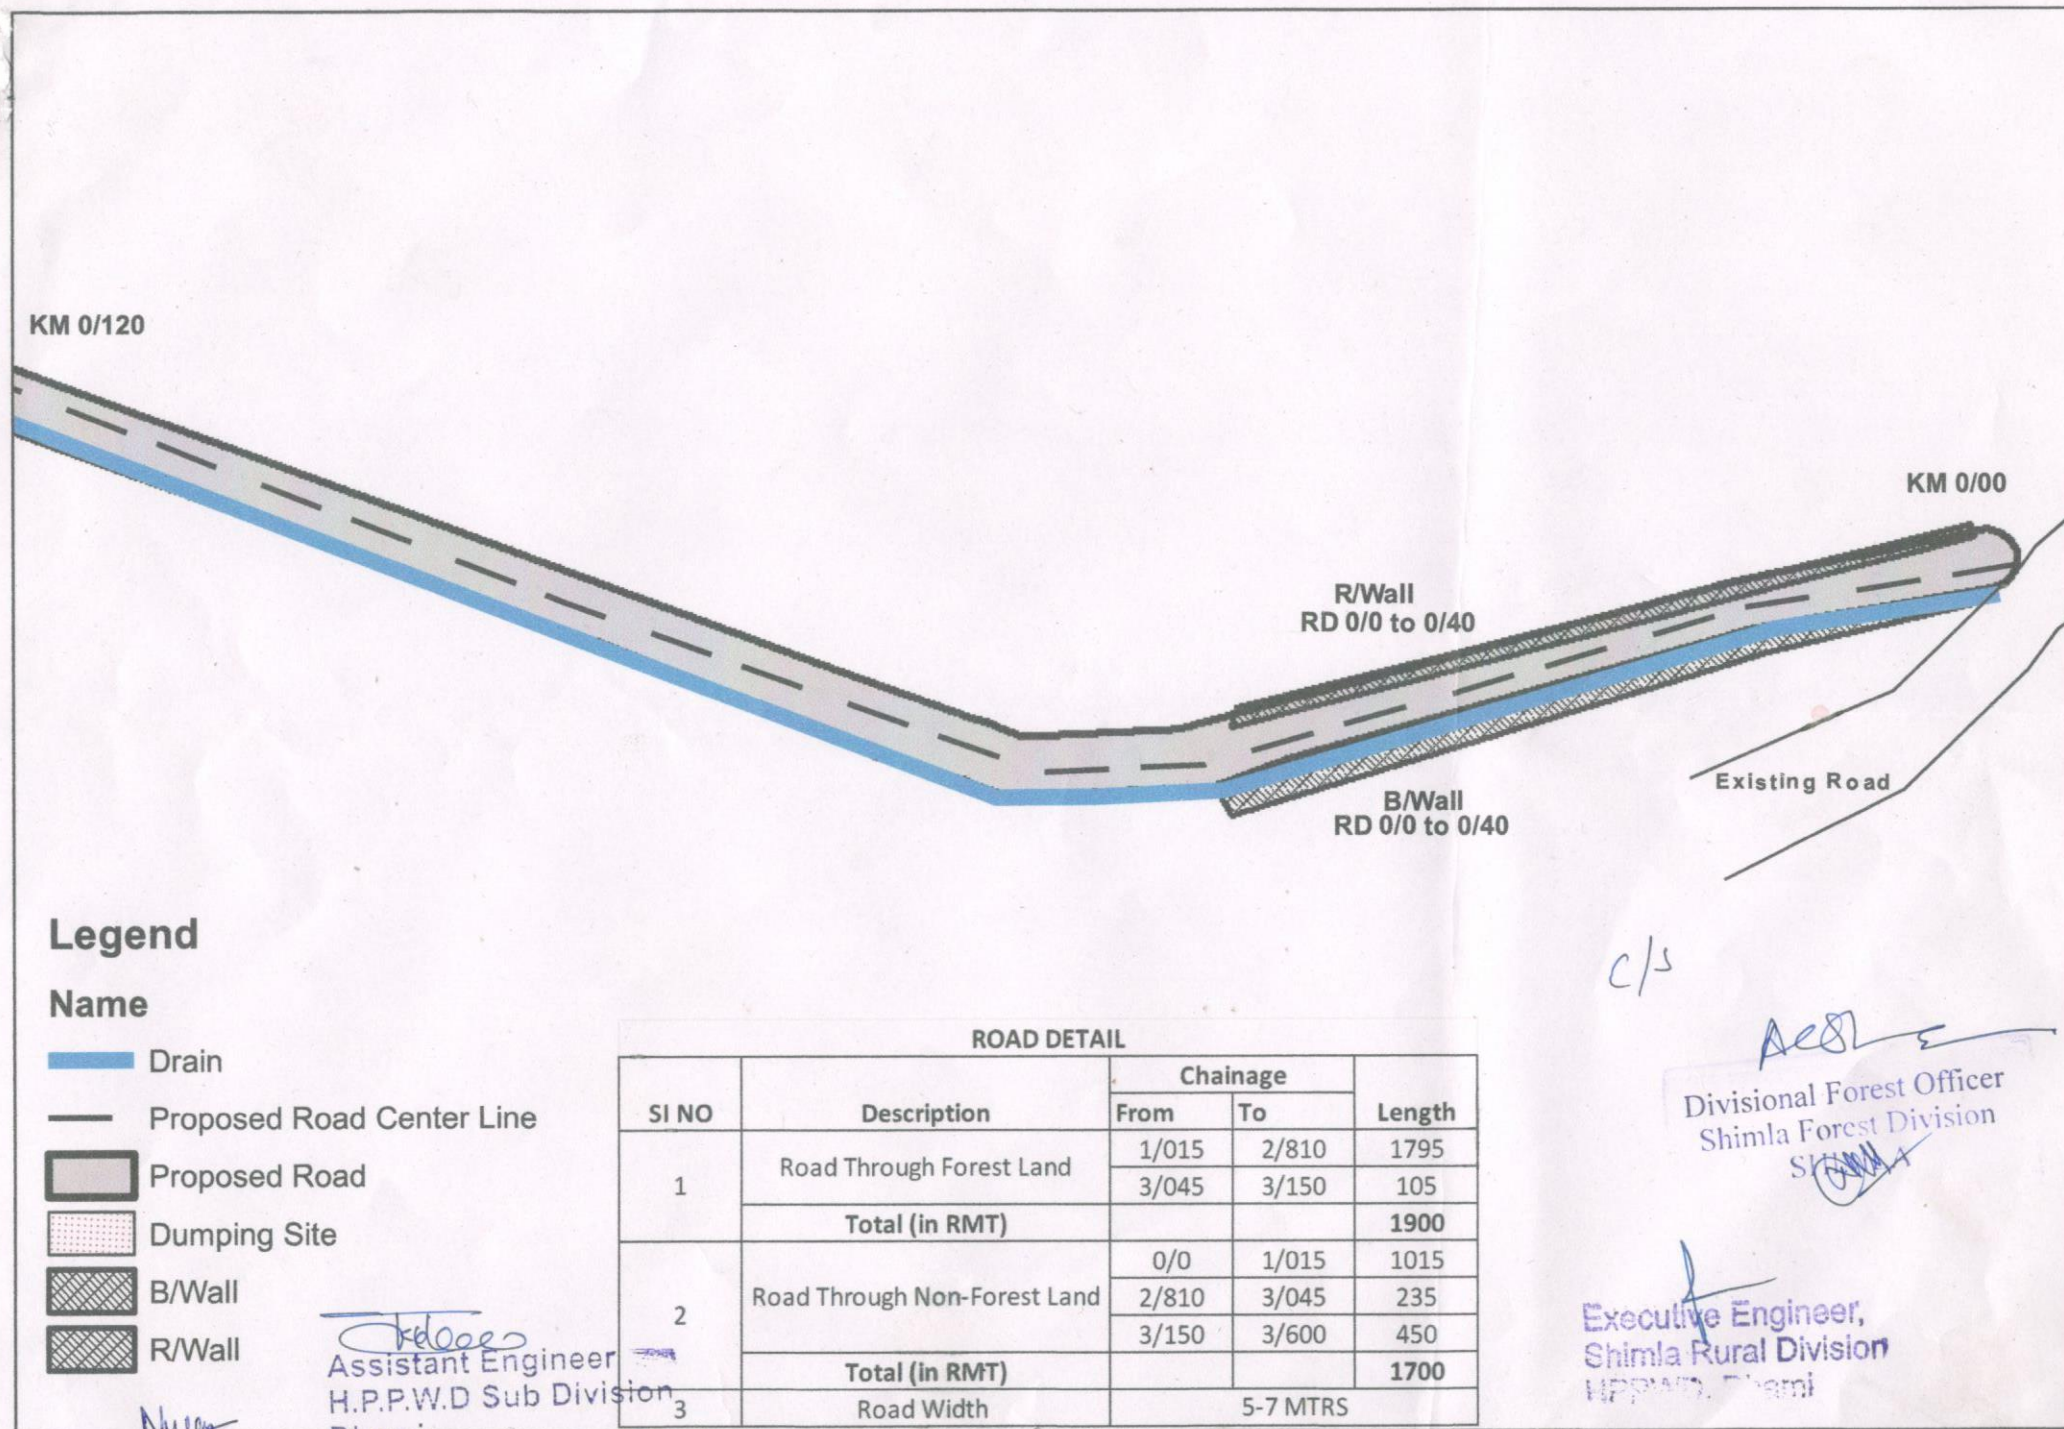 KM 0/120
KM 0/00
R/Wall
RD 0/0 to 0/40
Existing Road
B/Wall
RD 0/0 to 0/40
Legend
Name
Drain
Proposed Road Center Line
Proposed Road
Dumping Site
B/Wall
R/Wall
Assistant Engineer
H.P.P.W.D Sub Division
ROAD DETAIL
SI NO Description Chainage Length
From To
1 Road Through Forest Land 1/015 2/810 1795
3/045 3/150 105
Total (in RMT) 1900
2 Road Through Non-Forest Land 0/0 1/015 1015
2/810 3/045 235
3/150 3/600 450
Total (in RMT) 1700
3 Road Width 5-7 MTRS
C/S
Divisional Forest Officer
Shimla Forest Division
SHIMLA
Executive Engineer,
Shimla Rural Division
HPPWD. Dhami